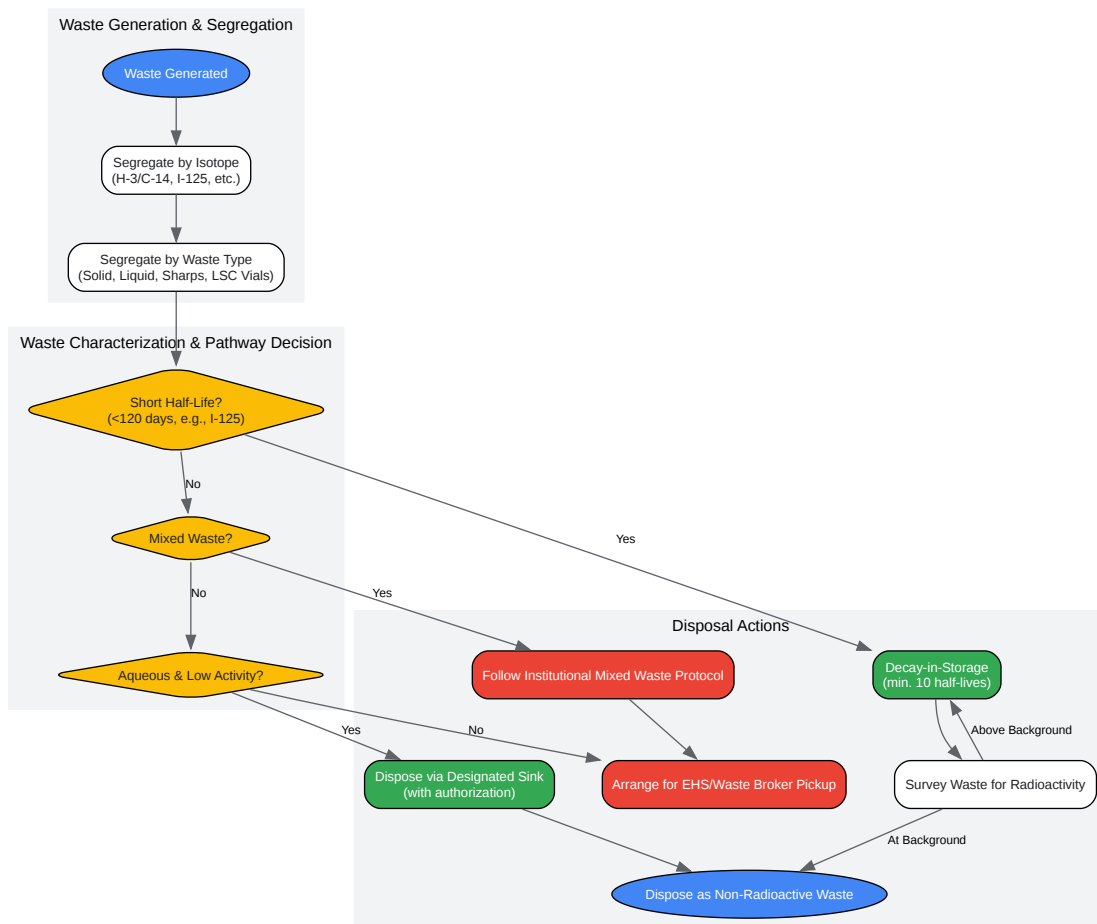 Waste Generation & Segregation
Waste Generated
Segregate by Isotope
(H-3/C-14, I-125, etc.)
Segregate by Waste Type
(Solid, Liquid, Sharps, LSC Vials)
Waste Characterization & Pathway Decision
Short Half-Life?
(<120 days, e.g., I-125)
No
Yes
Mixed Waste?
No
Yes
Disposal Actions
Aqueous & Low Activity?
Follow Institutional Mixed Waste Protocol
Decay-in-Storage
(min. 10 half-lives)
Yes
No
Above Background
Dispose via Designated Sink
(with authorization)
Arrange for EHS/Waste Broker Pickup
Survey Waste for Radioactivity
At Background
Dispose as Non-Radioactive Waste